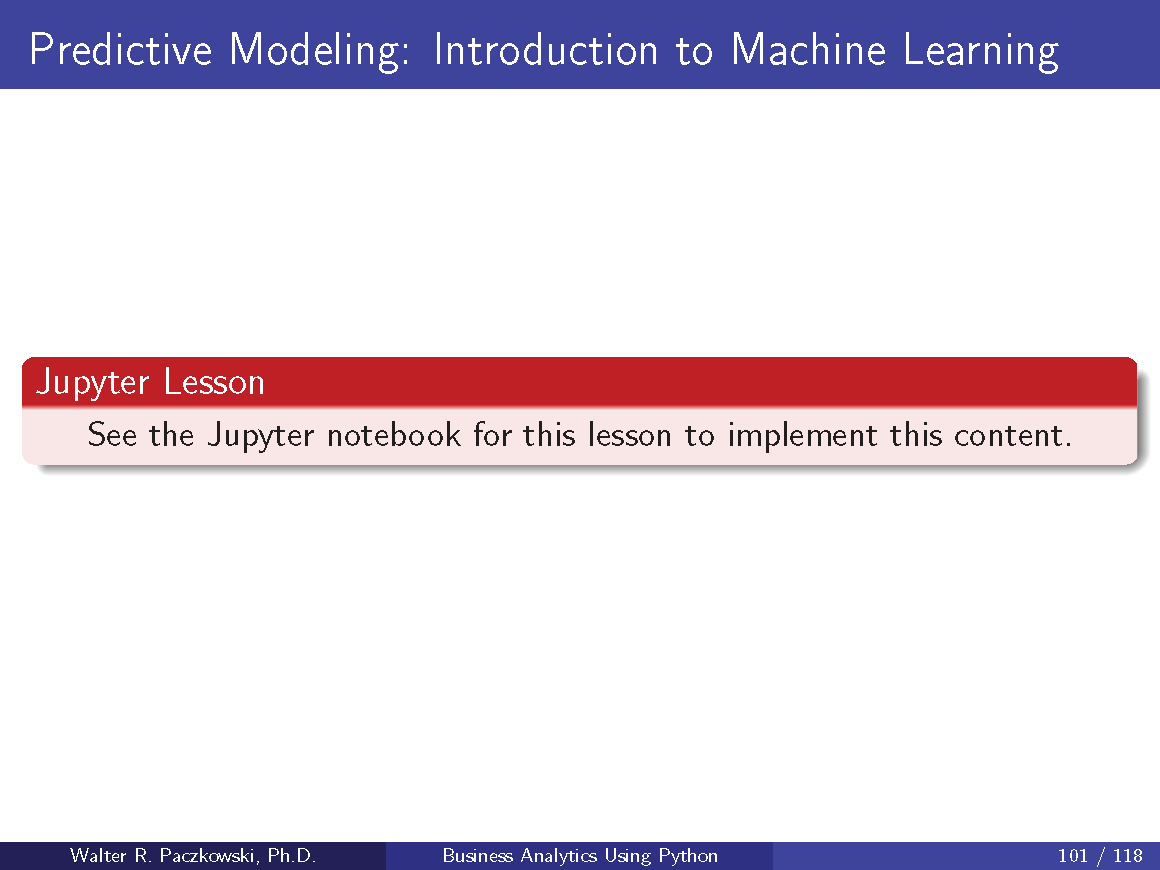 Predictive Modeling: Introduction to Machine Learning
Jupyter Lesson
See the Jupyter notebook for this lesson to implement this content.
Walter R. Paczkowski, Ph.D.
Business Analytics Using Python
101 / 118